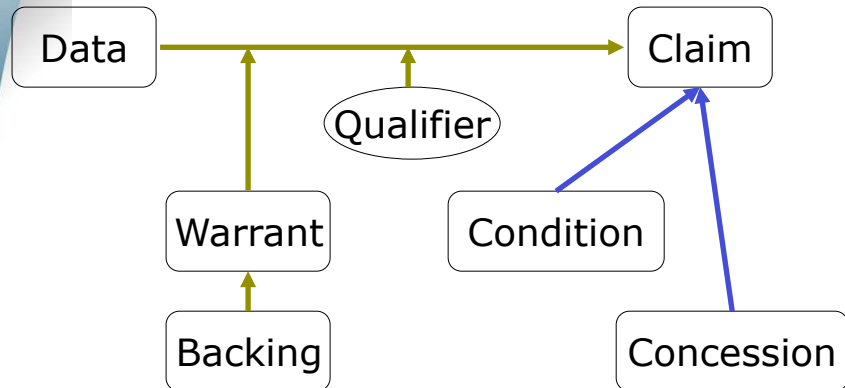 Data
Claim
Qualifier
Warrant
Condition
Backing
Concession